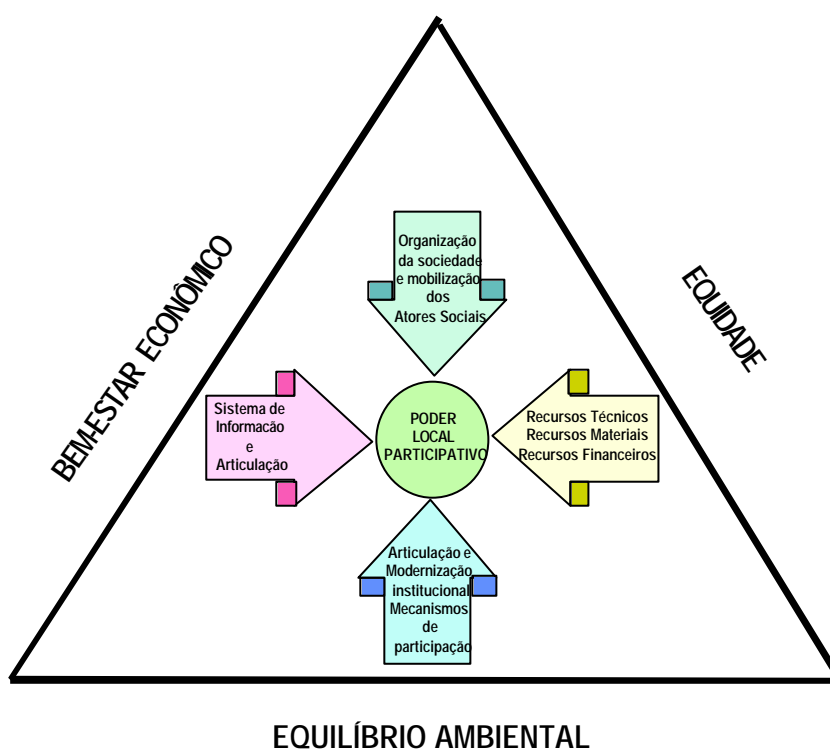 Organização
da sociedade
e mobilização
dos
Atores Sociais
BEM-ESTAR ECONÔMICO
EQUIDADE
Sistema de
Informacão
e
Articulação
PODER
LOCAL
PARTICIPATIVO
Recursos Técnicos
Recursos Materiais
Recursos Financeiros
Articulação e
Modernização
institucional
Mecanismos
de
participação
EQUILÍBRIO AMBIENTAL